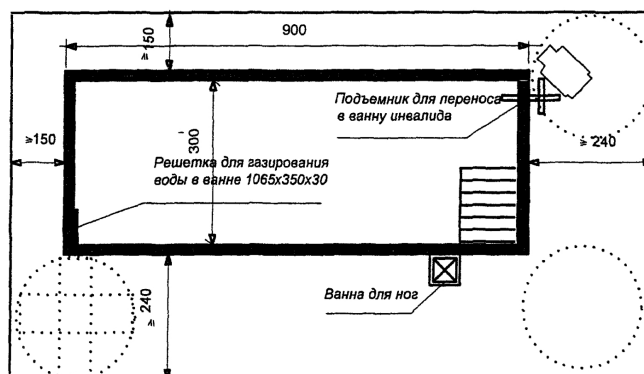 900
≥150
Подъемник для переноса
в ванну инвалида
≥150
300
≥ 240
Решетка для газирования
воды в ванне 1065х350х30
≥ 240
Ванна для ног